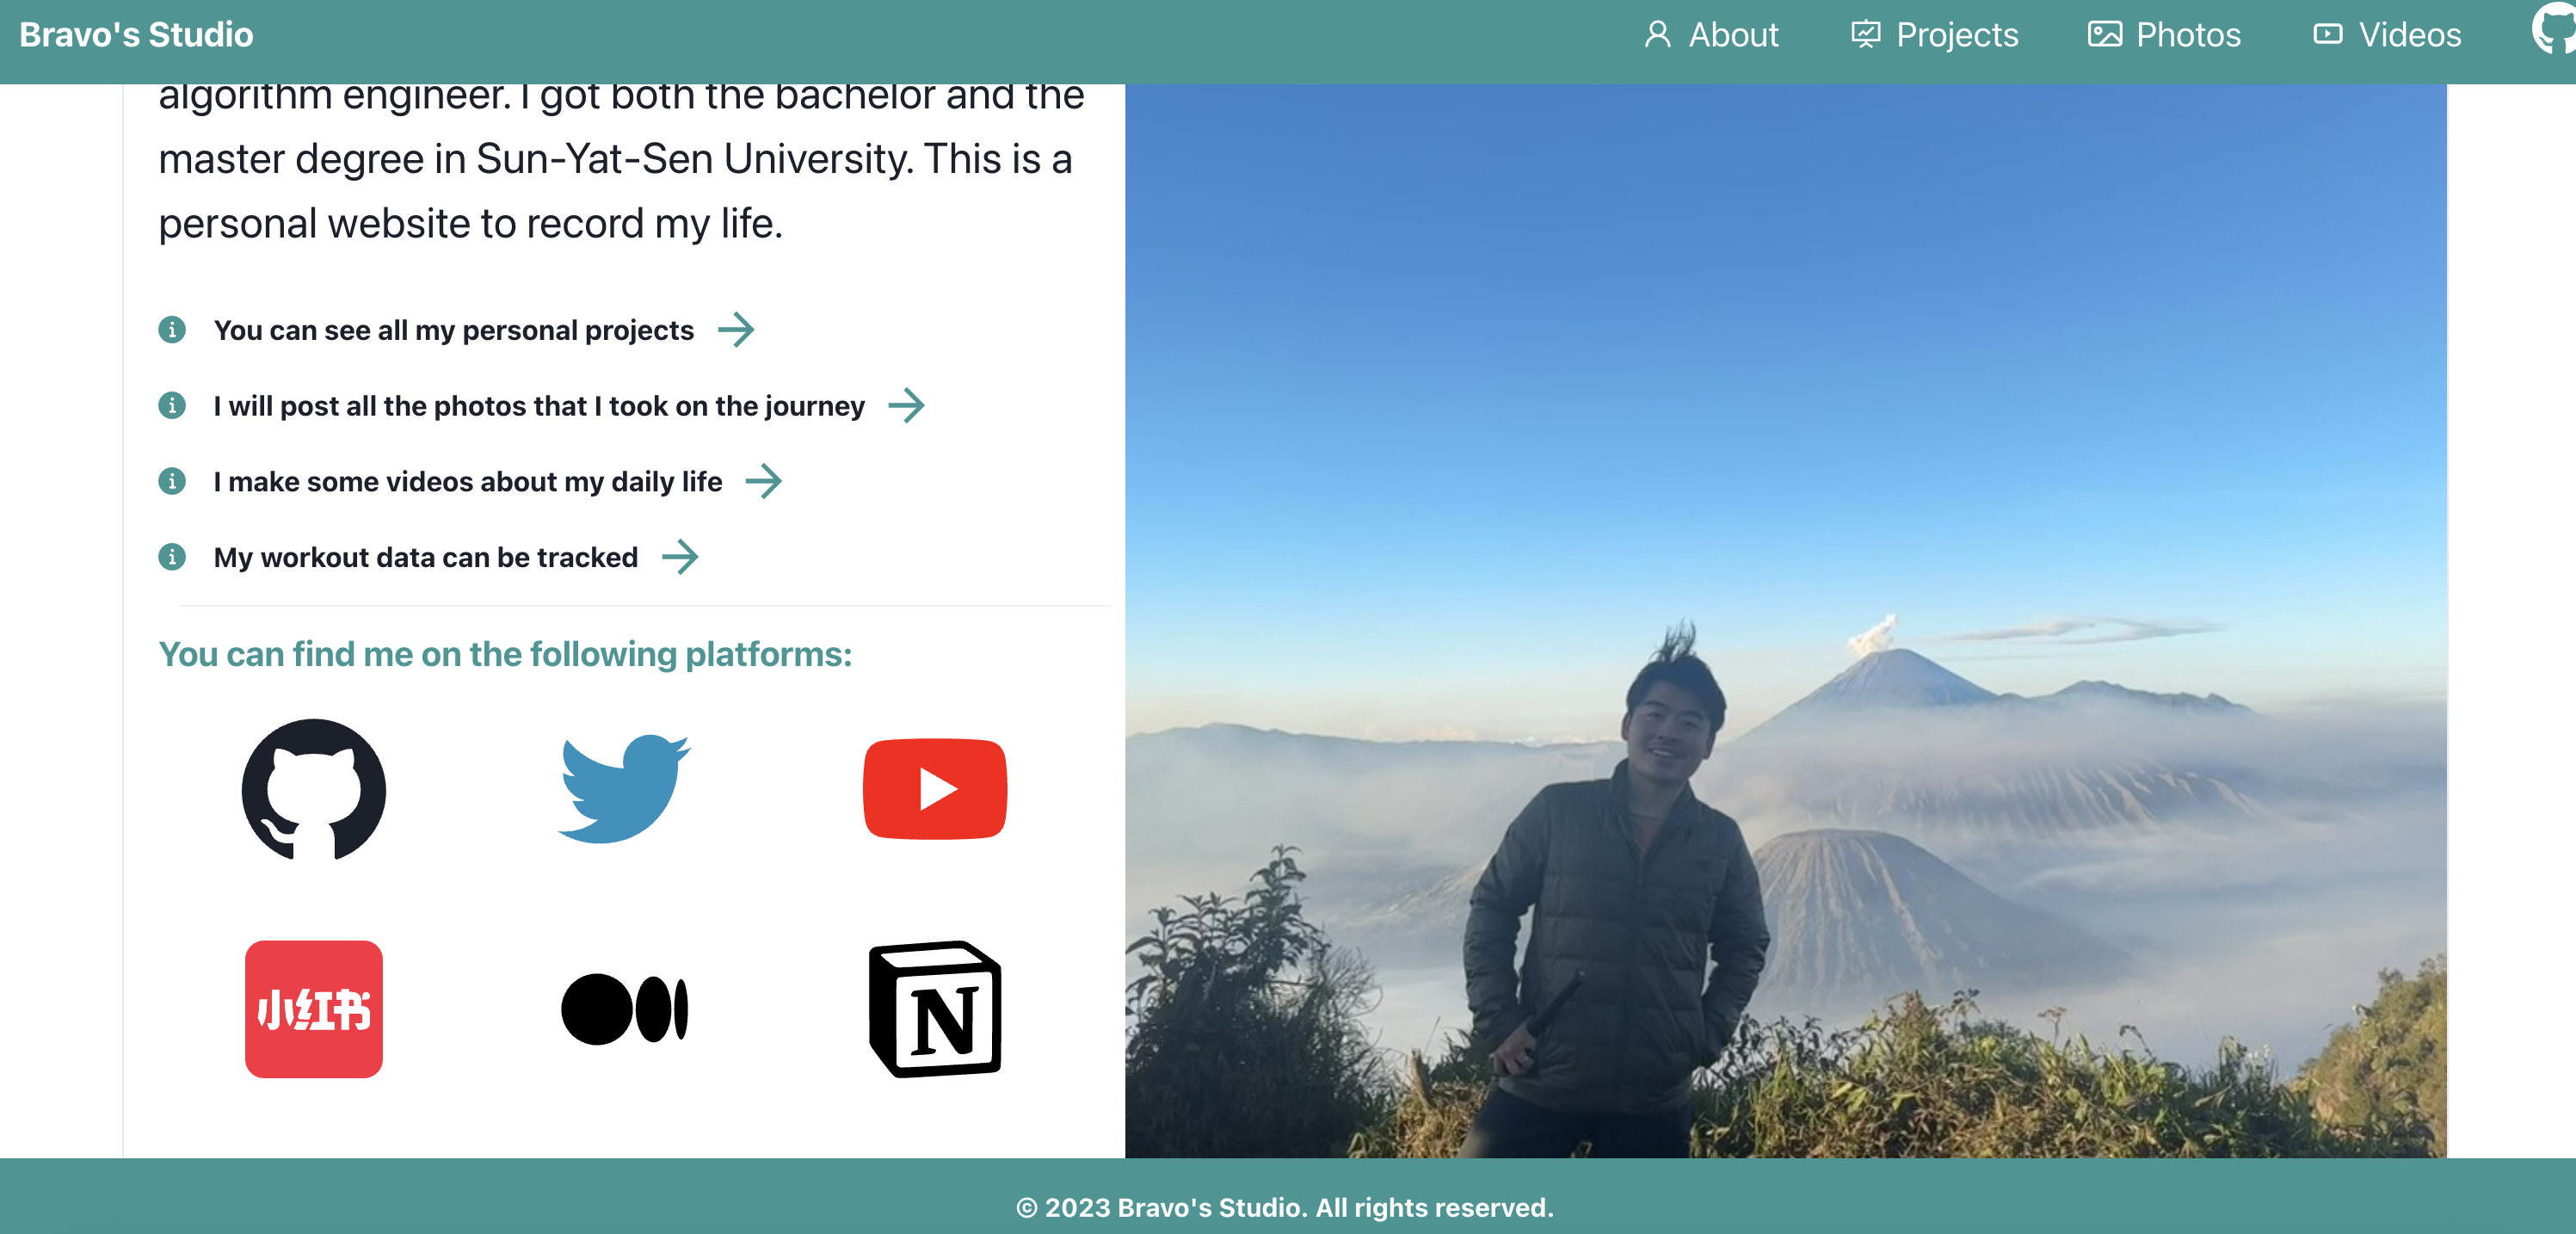 Bravo's Studio
About
Projects
Photos
Videos
algorithm engineer. I got both the bachelor and the
master degree in Sun-Yat-Sen University. This is a
personal website to record my life.
You can see all my personal projects
I will post all the photos that I took on the journey
I make some videos about my daily life
My workout data can be tracked
You can find me on the following platforms:
小红书
N
© 2023 Bravo's Studio. All rights reserved.